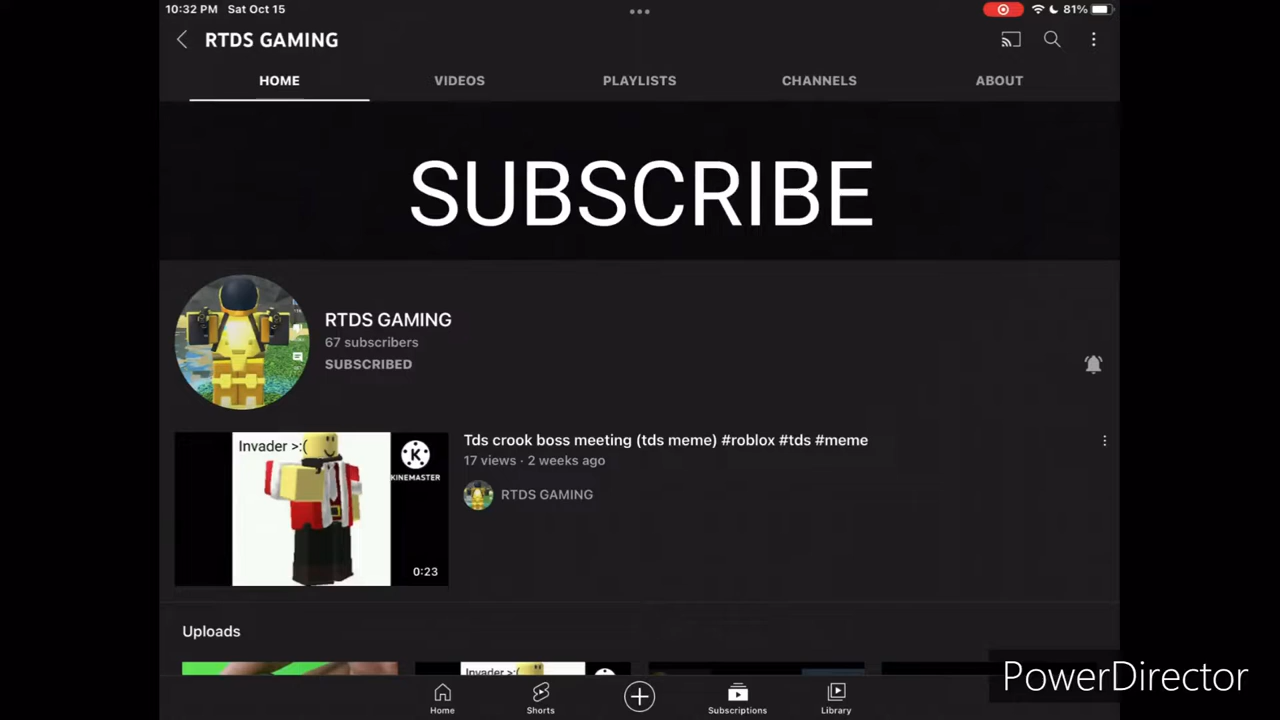 10:32 PM Sat Oct 15
81%
RTDS GAMING
HOME VIDEOS PLAYLISTS CHANNELS ABOUT
SUBSCRIBE
RTDS GAMING
67 subscribers
SUBSCRIBED
Invader >:(
K
KINEMASTER
0:23
Tds crook boss meeting (tds meme) #roblox #tds #meme
17 views · 2 weeks ago
RTDS GAMING
Uploads
Invader >:(
Home Shorts Subscriptions Library
PowerDirector